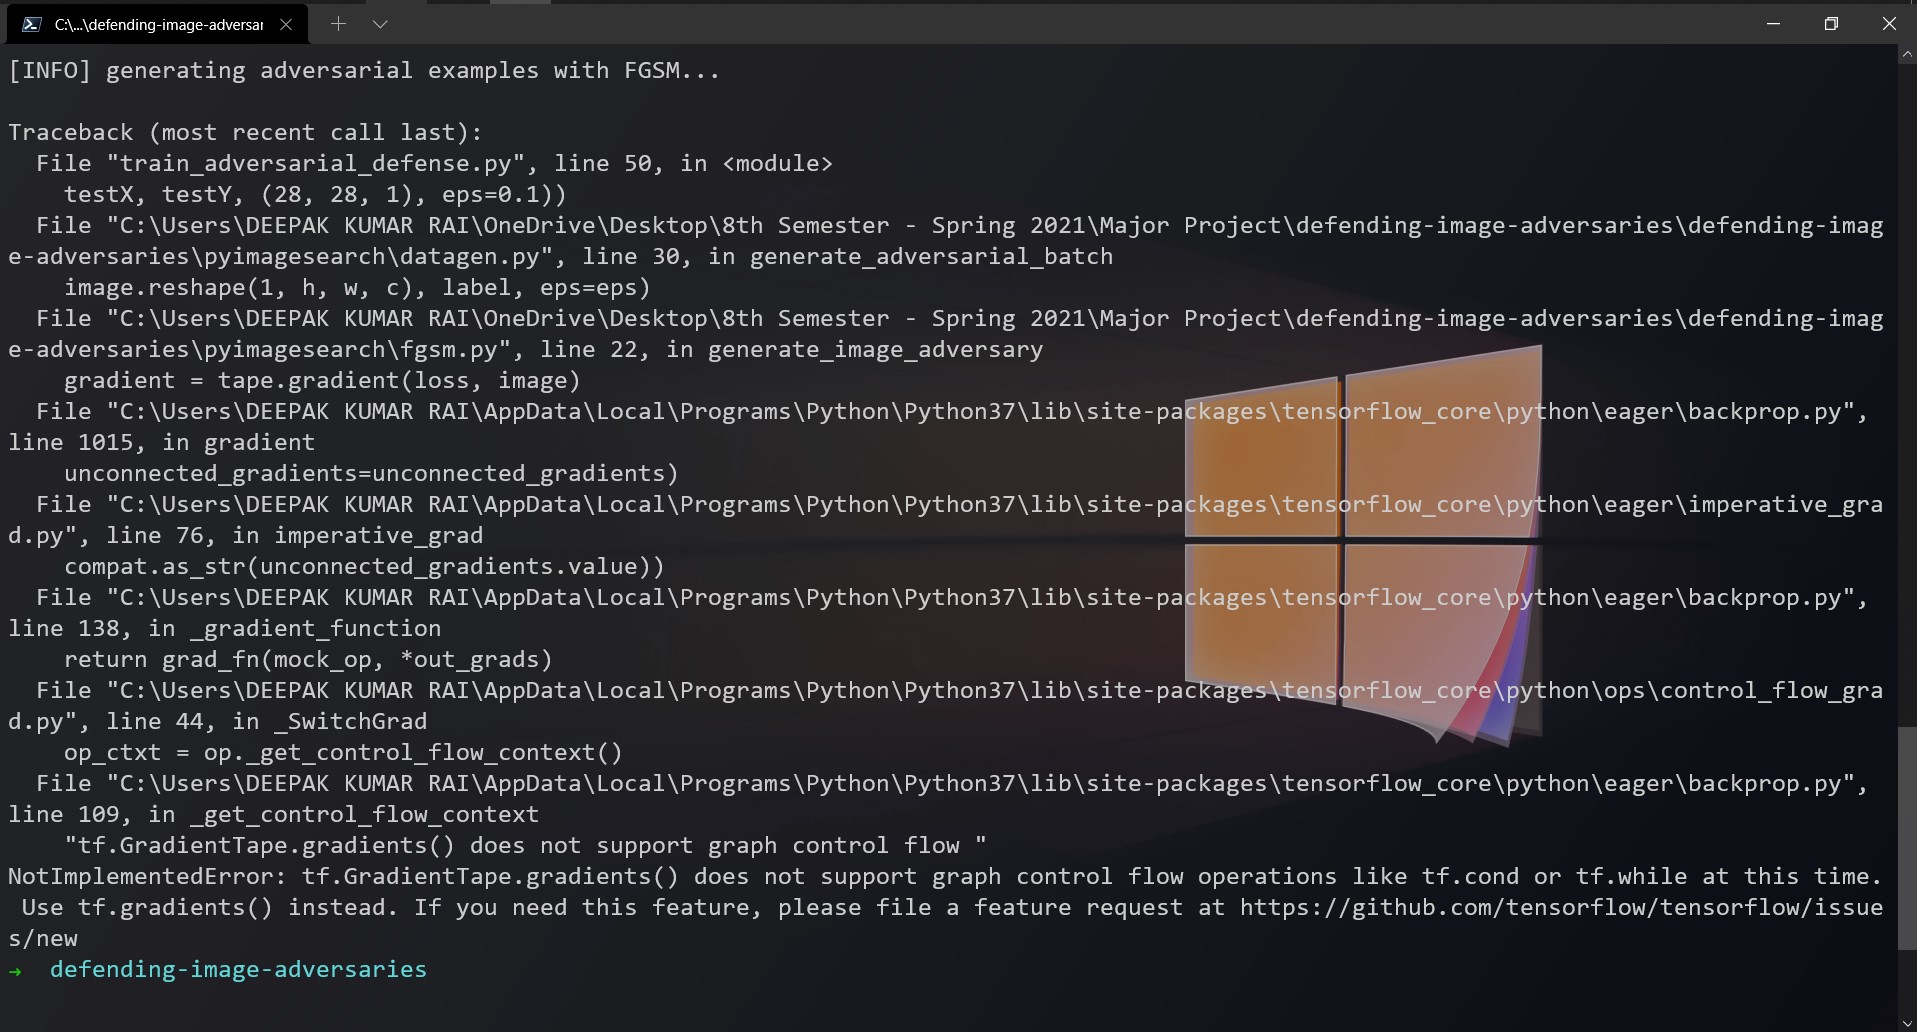 C:\...\defending-image-adversar
[INFO] generating adversarial examples with FGSM...
Traceback (most recent call last):
  File "train_adversarial_defense.py", line 50, in <module>
    testX, testY, (28, 28, 1), eps=0.1))
  File "C:\Users\DEEPAK KUMAR RAI\OneDrive\Desktop\8th Semester - Spring 2021\Major Project\defending-image-adversaries\defending-imag
e-adversaries\pyimagesearch\datagen.py", line 30, in generate_adversarial_batch
    image.reshape(1, h, w, c), label, eps=eps)
  File "C:\Users\DEEPAK KUMAR RAI\OneDrive\Desktop\8th Semester - Spring 2021\Major Project\defending-image-adversaries\defending-imag
e-adversaries\pyimagesearch\fgsm.py", line 22, in generate_image_adversary
    gradient = tape.gradient(loss, image)
  File "C:\Users\DEEPAK KUMAR RAI\AppData\Local\Programs\Python\Python37\lib\site-packages\tensorflow_core\python\eager\backprop.py",
line 1015, in gradient
    unconnected_gradients=unconnected_gradients)
  File "C:\Users\DEEPAK KUMAR RAI\AppData\Local\Programs\Python\Python37\lib\site-packages\tensorflow_core\python\eager\imperative_gra
d.py", line 76, in imperative_grad
    compat.as_str(unconnected_gradients.value))
  File "C:\Users\DEEPAK KUMAR RAI\AppData\Local\Programs\Python\Python37\lib\site-packages\tensorflow_core\python\eager\backprop.py",
line 138, in _gradient_function
    return grad_fn(mock_op, *out_grads)
  File "C:\Users\DEEPAK KUMAR RAI\AppData\Local\Programs\Python\Python37\lib\site-packages\tensorflow_core\python\ops\control_flow_gra
d.py", line 44, in _SwitchGrad
    op_ctxt = op._get_control_flow_context()
  File "C:\Users\DEEPAK KUMAR RAI\AppData\Local\Programs\Python\Python37\lib\site-packages\tensorflow_core\python\eager\backprop.py",
line 109, in _get_control_flow_context
    "tf.GradientTape.gradients() does not support graph control flow "
NotImplementedError: tf.GradientTape.gradients() does not support graph control flow operations like tf.cond or tf.while at this time.
 Use tf.gradients() instead. If you need this feature, please file a feature request at https://github.com/tensorflow/tensorflow/issue
s/new
→  defending-image-adversaries